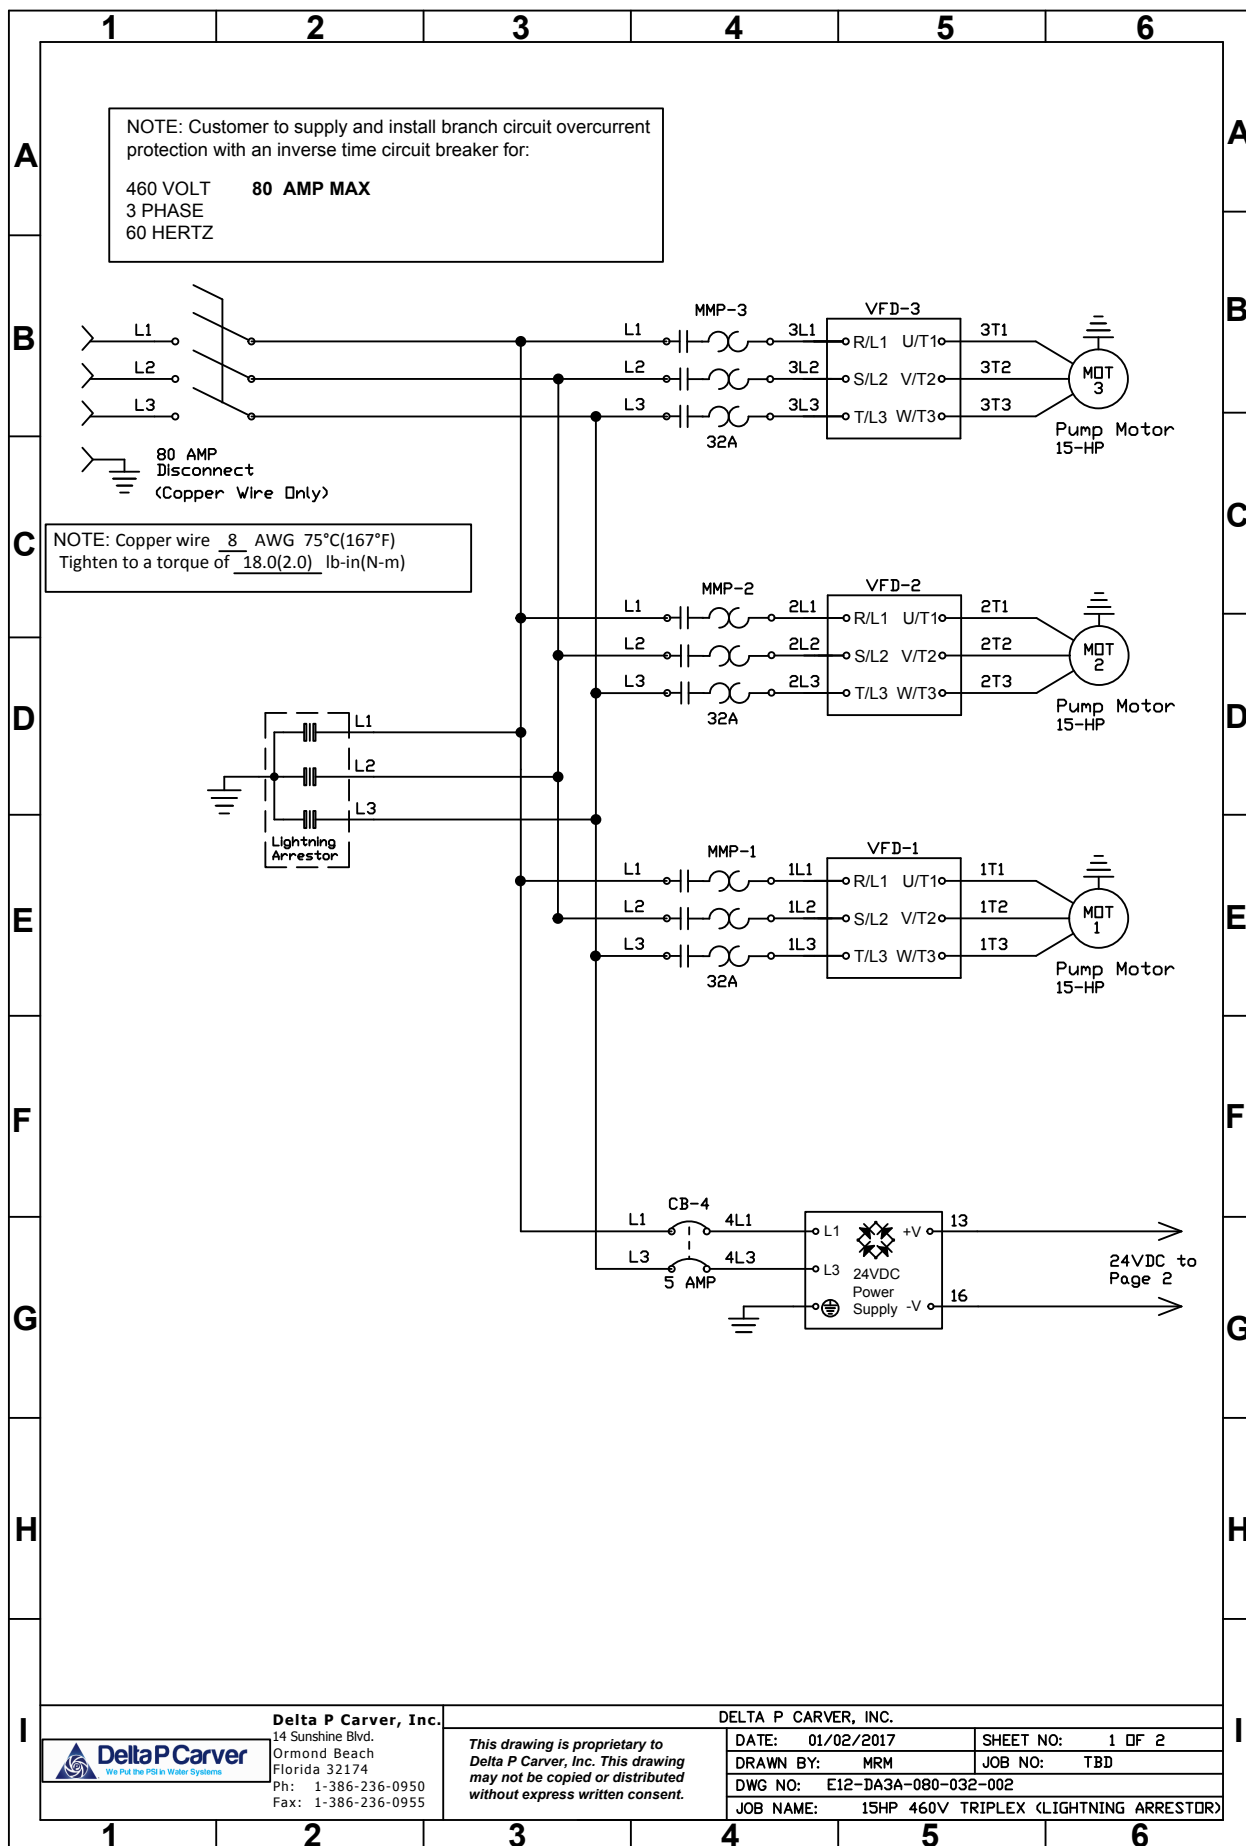 1 2 3 4 5 6
A A
NOTE: Customer to supply and install branch circuit overcurrent
protection with an inverse time circuit breaker for:
460 VOLT 80 AMP MAX
3 PHASE
60 HERTZ
B B
MMP-3 VFD-3
L1 L1 3L1 R/L1 U/T1 3T1
L2 L2 3L2 S/L2 V/T2 3T2 MOT
3
L3 L3 3L3 T/L3 W/T3 3T3
32A
Pump Motor
15-HP
80 AMP
Disconnect
(Copper Wire Only)
C C
NOTE: Copper wire 8 AWG 75°C(167°F)
Tighten to a torque of 18.0(2.0) lb-in(N-m)
MMP-2 VFD-2
L1 2L1 R/L1 U/T1 2T1
L2 2L2 S/L2 V/T2 2T2 MOT
2
L3 2L3 T/L3 W/T3 2T3
32A
Pump Motor
15-HP
D D
L1
L2
L3
Lightning
Arrestor
MMP-1 VFD-1
L1 1L1 R/L1 U/T1 1T1
L2 1L2 S/L2 V/T2 1T2 MOT
1
L3 1L3 T/L3 W/T3 1T3
32A
Pump Motor
15-HP
E E
F F
CB-4
L1 4L1 L1 +V 13
L3 4L3 L3 24VDC
Power
Supply -V 16
5 AMP
24VDC to
Page 2
G G
H H
I I
DeltaP Carver
We Put the PSI in Water Systems
Delta P Carver, Inc.
14 Sunshine Blvd.
Ormond Beach
Florida 32174
Ph: 1-386-236-0950
Fax: 1-386-236-0955
This drawing is proprietary to
Delta P Carver, Inc. This drawing
may not be copied or distributed
without express written consent.
DELTA P CARVER, INC.
DATE: 01/02/2017 SHEET NO: 1 OF 2
DRAWN BY: MRM JOB NO: TBD
DWG NO: E12-DA3A-080-032-002
JOB NAME: 15HP 460V TRIPLEX (LIGHTNING ARRESTOR)
1 2 3 4 5 6